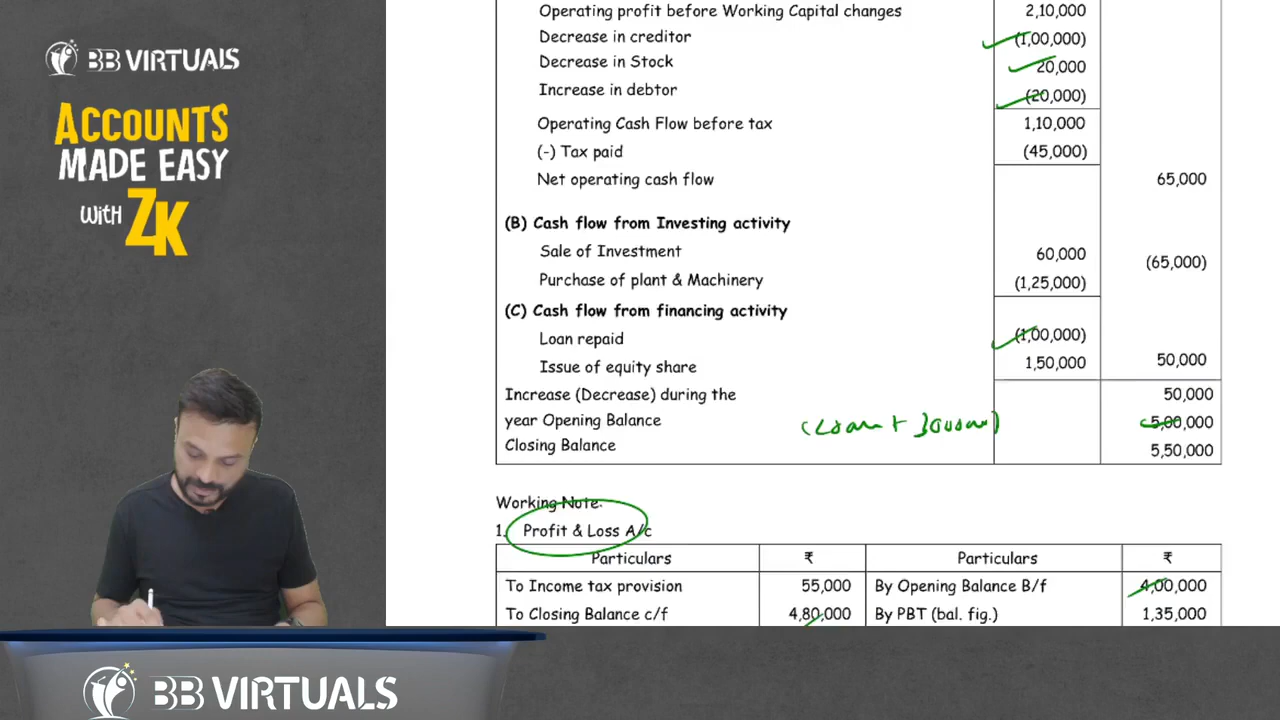 BB VIRTUALS
ACCOUNTS
MADE EASY
WITH ZK
Operating profit before Working Capital changes 2,10,000
Decrease in creditor (1,00,000)
Decrease in Stock 20,000
Increase in debtor (20,000)
Operating Cash Flow before tax 1,10,000
(-) Tax paid (45,000)
Net operating cash flow 65,000
(B) Cash flow from Investing activity
Sale of Investment 60,000 (65,000)
Purchase of plant & Machinery (1,25,000)
(C) Cash flow from financing activity
Loan repaid (1,00,000)
Issue of equity share 1,50,000 50,000
Increase (Decrease) during the 50,000
year Opening Balance 5,00,000
Closing Balance 5,50,000
Working Note:
1. Profit & Loss A/c
Particulars ₹ Particulars ₹
To Income tax provision 55,000 By Opening Balance B/f 4,00,000
To Closing Balance c/f 4,80,000 By PBT (bal. fig.) 1,35,000
BB VIRTUALS